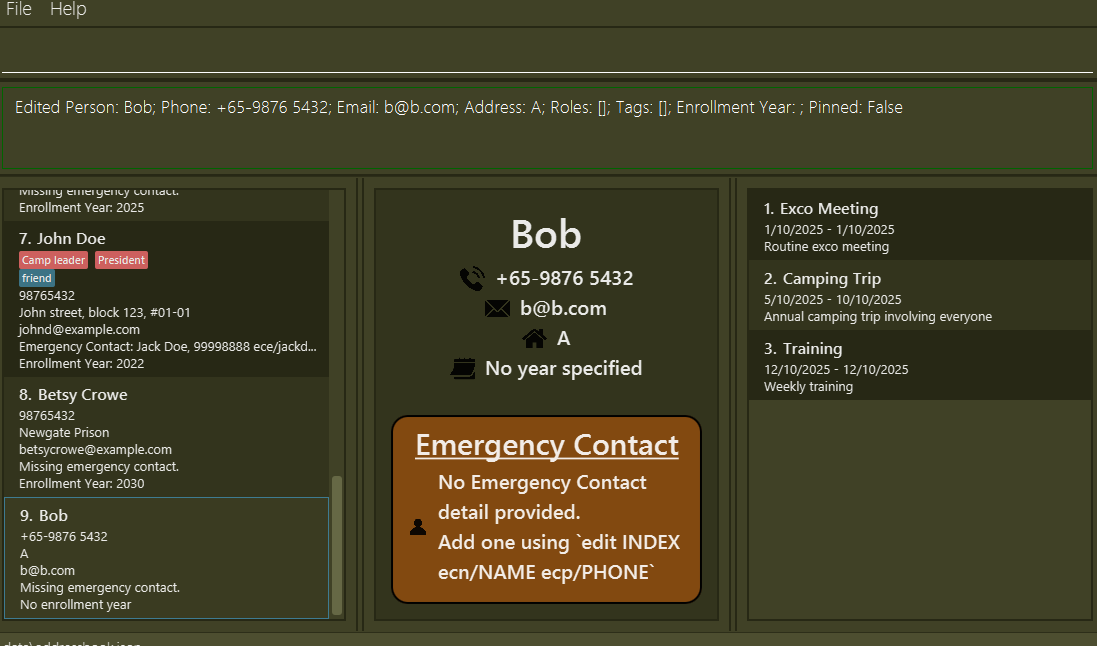 File Help
Edited Person: Bob; Phone: +65-9876 5432; Email: b@b.com; Address: A; Roles: []; Tags: []; Enrollment Year: ; Pinned: False
Missing emergency contact.
Enrollment Year: 2025
7. John Doe
Camp leader President
friend
98765432
John street, block 123, #01-01
johnd@example.com
Emergency Contact: Jack Doe, 99998888 ece/jackd...
Enrollment Year: 2022
8. Betsy Crowe
98765432
Newgate Prison
betsycrowe@example.com
Missing emergency contact.
Enrollment Year: 2030
9. Bob
+65-9876 5432
A
b@b.com
Missing emergency contact.
No enrollment year
Bob
+65-9876 5432
b@b.com
A
No year specified
Emergency Contact
No Emergency Contact
detail provided.
Add one using `edit INDEX
ecn/NAME ecp/PHONE`
1. Exco Meeting
1/10/2025 - 1/10/2025
Routine exco meeting
2. Camping Trip
5/10/2025 - 10/10/2025
Annual camping trip involving everyone
3. Training
12/10/2025 - 12/10/2025
Weekly training